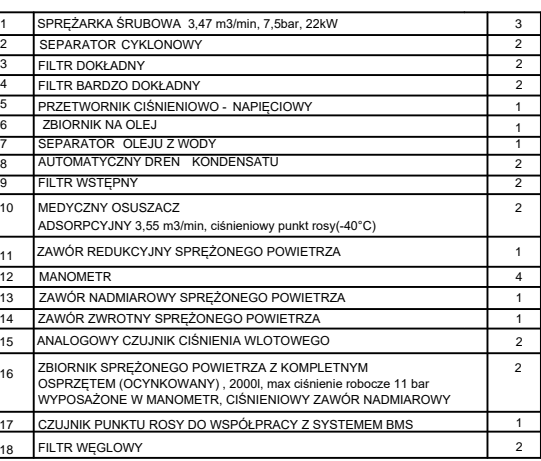 1 SPRĘŻARKA ŚRUBOWA 3,47 m3/min, 7,5bar, 22kW 3
2 SEPARATOR CYKLONOWY 2
3 FILTR DOKŁADNY 2
4 FILTR BARDZO DOKŁADNY 2
5 PRZETWORNIK CIŚNIENIOWO - NAPIĘCIOWY 1
6 ZBIORNIK NA OLEJ 1
7 SEPARATOR OLEJU Z WODY 1
8 AUTOMATYCZNY DREN KONDENSATU 2
9 FILTR WSTĘPNY 2
10 MEDYCZNY OSUSZACZ 2
ADSORPCYJNY 3,55 m3/min, ciśnieniowy punkt rosy(-40°C)
11 ZAWÓR REDUKCYJNY SPRĘŻONEGO POWIETRZA 1
12 MANOMETR 4
13 ZAWÓR NADMIAROWY SPRĘŻONEGO POWIETRZA 1
14 ZAWÓR ZWROTNY SPRĘŻONEGO POWIETRZA 1
15 ANALOGOWY CZUJNIK CIŚNIENIA WLOTOWEGO 2
16 ZBIORNIK SPRĘŻONEGO POWIETRZA Z KOMPLETNYM 2
OSPRZĘTEM (OCYNKOWANY) , 2000l, max ciśnienie robocze 11 bar
WYPOSAŻONE W MANOMETR, CIŚNIENIOWY ZAWÓR NADMIAROWY
17 CZUJNIK PUNKTU ROSY DO WSPÓŁPRACY Z SYSTEMEM BMS 1
18 FILTR WĘGLOWY 2